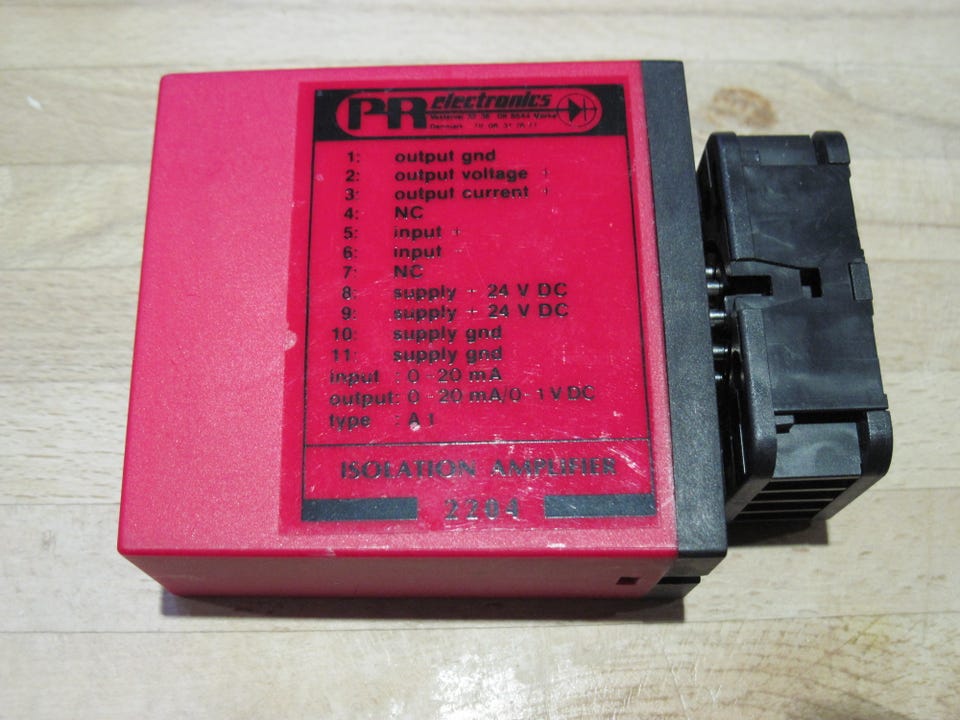 PR electronics
Denmark
1: output gnd
2: output voltage +
3: output current +
4: NC
5: input +
6: input -
7: NC
8: supply + 24 V DC
9: supply + 24 V DC
10: supply gnd
11: supply gnd
input : 0 - 20 mA
output: 0 - 20 mA/0 - 1 V DC
type : A 1
ISOLATION AMPLIFIER
2204